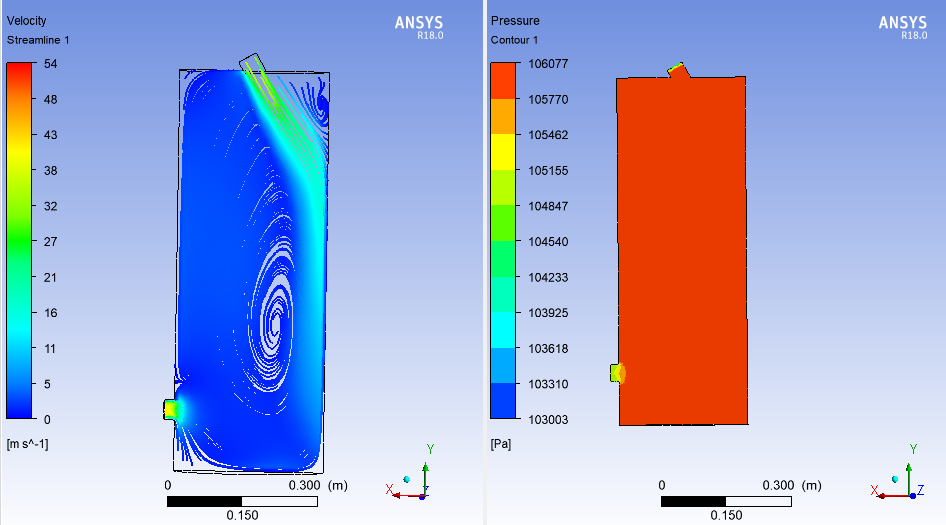 Velocity
Streamline 1
ANSYS
R18.0
54
48
43
38
32
27
21
16
11
5
0
[m s^-1]
0 0.300 (m)
0.150
Y
X Z
Pressure
Contour 1
ANSYS
R18.0
106077
105770
105462
105155
104847
104540
104233
103925
103618
103310
103003
[Pa]
0 0.300 (m)
0.150
Y
X Z